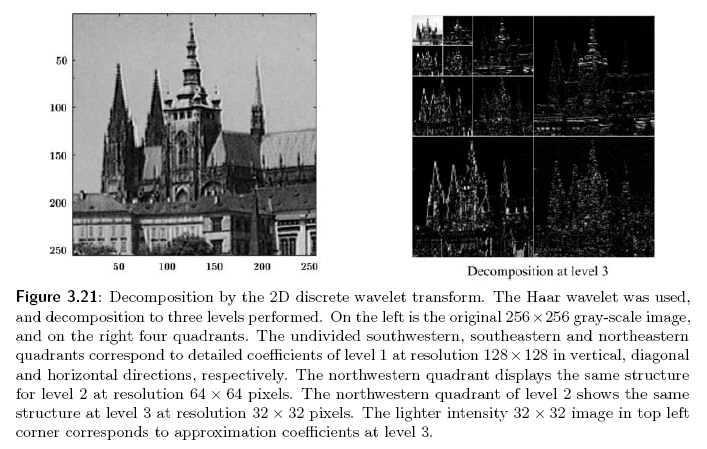 50
100
150
200
250
50 100 150 200 250
Decomposition at level 3
Figure 3.21: Decomposition by the 2D discrete wavelet transform. The Haar wavelet was used,
and decomposition to three levels performed. On the left is the original 256×256 gray-scale image,
and on the right four quadrants. The undivided southwestern, southeastern and northeastern
quadrants correspond to detailed coefficients of level 1 at resolution 128×128 in vertical, diagonal
and horizontal directions, respectively. The northwestern quadrant displays the same structure
for level 2 at resolution 64 × 64 pixels. The northwestern quadrant of level 2 shows the same
structure at level 3 at resolution 32 × 32 pixels. The lighter intensity 32 × 32 image in top left
corner corresponds to approximation coefficients at level 3.